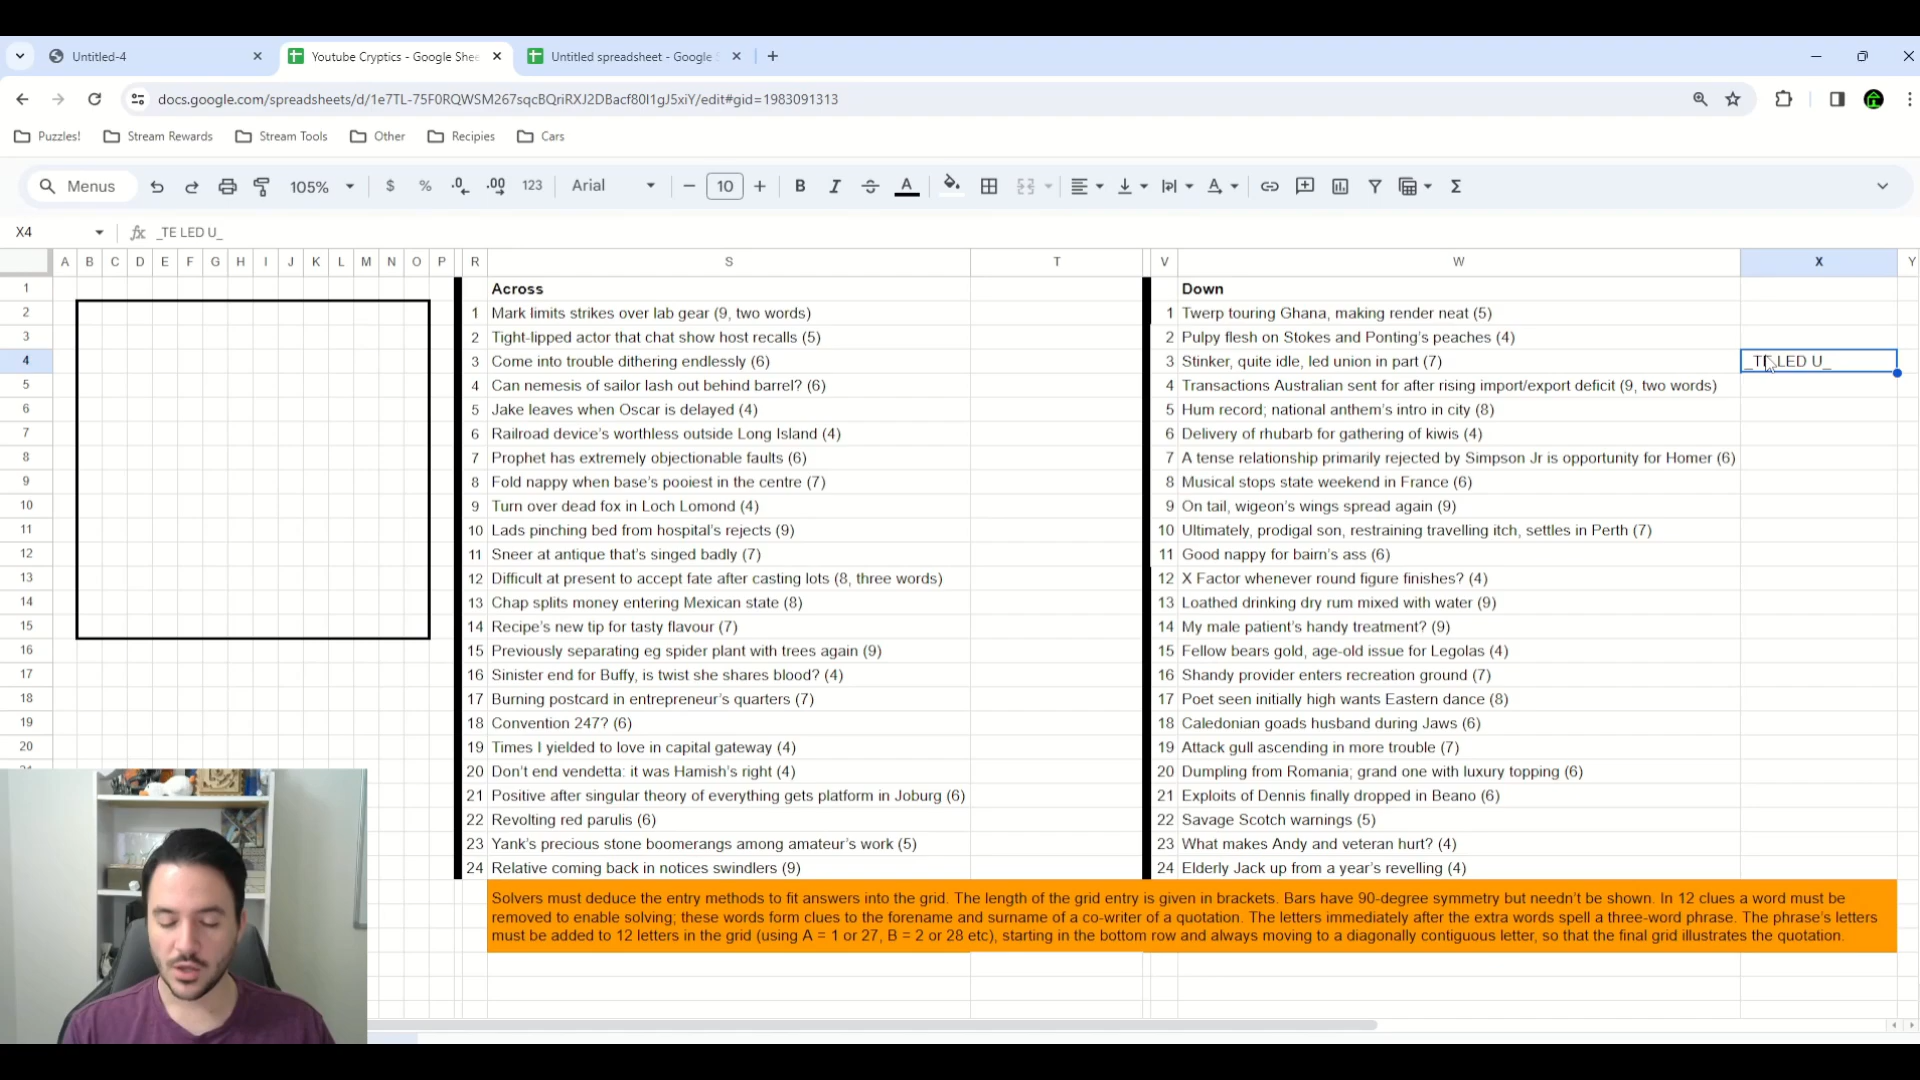 Untitled-4
Youtube Cryptics - Google Shee
Untitled spreadsheet - Google S
docs.google.com/spreadsheets/d/1e7TL-75F0RQWSM267sqcBQriRXJ2DBacf80I1gJ5xiY/edit#gid=1983091313
Puzzles! Stream Rewards Stream Tools Other Recipies Cars
Menus 105% $ % .0 .00 123 Arial 10 B I A
X4 fx _TE LED U_
A B C D E F G H I J K L M N O P R S T V W X Y
1 Across Down
2 1 Mark limits strikes over lab gear (9, two words) 1 Twerp touring Ghana, making render neat (5)
3 2 Tight-lipped actor that chat show host recalls (5) 2 Pulpy flesh on Stokes and Ponting's peaches (4)
4 3 Come into trouble dithering endlessly (6) 3 Stinker, quite idle, led union in part (7) _TE LED U_
5 4 Can nemesis of sailor lash out behind barrel? (6) 4 Transactions Australian sent for after rising import/export deficit (9, two words)
6 5 Jake leaves when Oscar is delayed (4) 5 Hum record; national anthem's intro in city (8)
7 6 Railroad device's worthless outside Long Island (4) 6 Delivery of rhubarb for gathering of kiwis (4)
8 7 Prophet has extremely objectionable faults (6) 7 A tense relationship primarily rejected by Simpson Jr is opportunity for Homer (6)
9 8 Fold nappy when base's pooiest in the centre (7) 8 Musical stops state weekend in France (6)
10 9 Turn over dead fox in Loch Lomond (4) 9 On tail, wigeon's wings spread again (9)
11 10 Lads pinching bed from hospital's rejects (9) 10 Ultimately, prodigal son, restraining travelling itch, settles in Perth (7)
12 11 Sneer at antique that's singed badly (7) 11 Good nappy for bairn's ass (6)
13 12 Difficult at present to accept fate after casting lots (8, three words) 12 X Factor whenever round figure finishes? (4)
14 13 Chap splits money entering Mexican state (8) 13 Loathed drinking dry rum mixed with water (9)
15 14 Recipe's new tip for tasty flavour (7) 14 My male patient's handy treatment? (9)
16 15 Previously separating eg spider plant with trees again (9) 15 Fellow bears gold, age-old issue for Legolas (4)
17 16 Sinister end for Buffy, is twist she shares blood? (4) 16 Shandy provider enters recreation ground (7)
18 17 Burning postcard in entrepreneur's quarters (7) 17 Poet seen initially high wants Eastern dance (8)
19 18 Convention 247? (6) 18 Caledonian goads husband during Jaws (6)
20 19 Times I yielded to love in capital gateway (4) 19 Attack gull ascending in more trouble (7)
20 Don't end vendetta: it was Hamish's right (4) 20 Dumpling from Romania; grand one with luxury topping (6)
21 Positive after singular theory of everything gets platform in Joburg (6) 21 Exploits of Dennis finally dropped in Beano (6)
22 Revolting red parulis (6) 22 Savage Scotch warnings (5)
23 Yank's precious stone boomerangs among amateur's work (5) 23 What makes Andy and veteran hurt? (4)
24 Relative coming back in notices swindlers (9) 24 Elderly Jack up from a year's revelling (4)
Solvers must deduce the entry methods to fit answers into the grid. The length of the grid entry is given in brackets. Bars have 90-degree symmetry but needn't be shown. In 12 clues a word must be
removed to enable solving; these words form clues to the forename and surname of a co-writer of a quotation. The letters immediately after the extra words spell a three-word phrase. The phrase's letters
must be added to 12 letters in the grid (using A = 1 or 27, B = 2 or 28 etc), starting in the bottom row and always moving to a diagonally contiguous letter, so that the final grid illustrates the quotation.